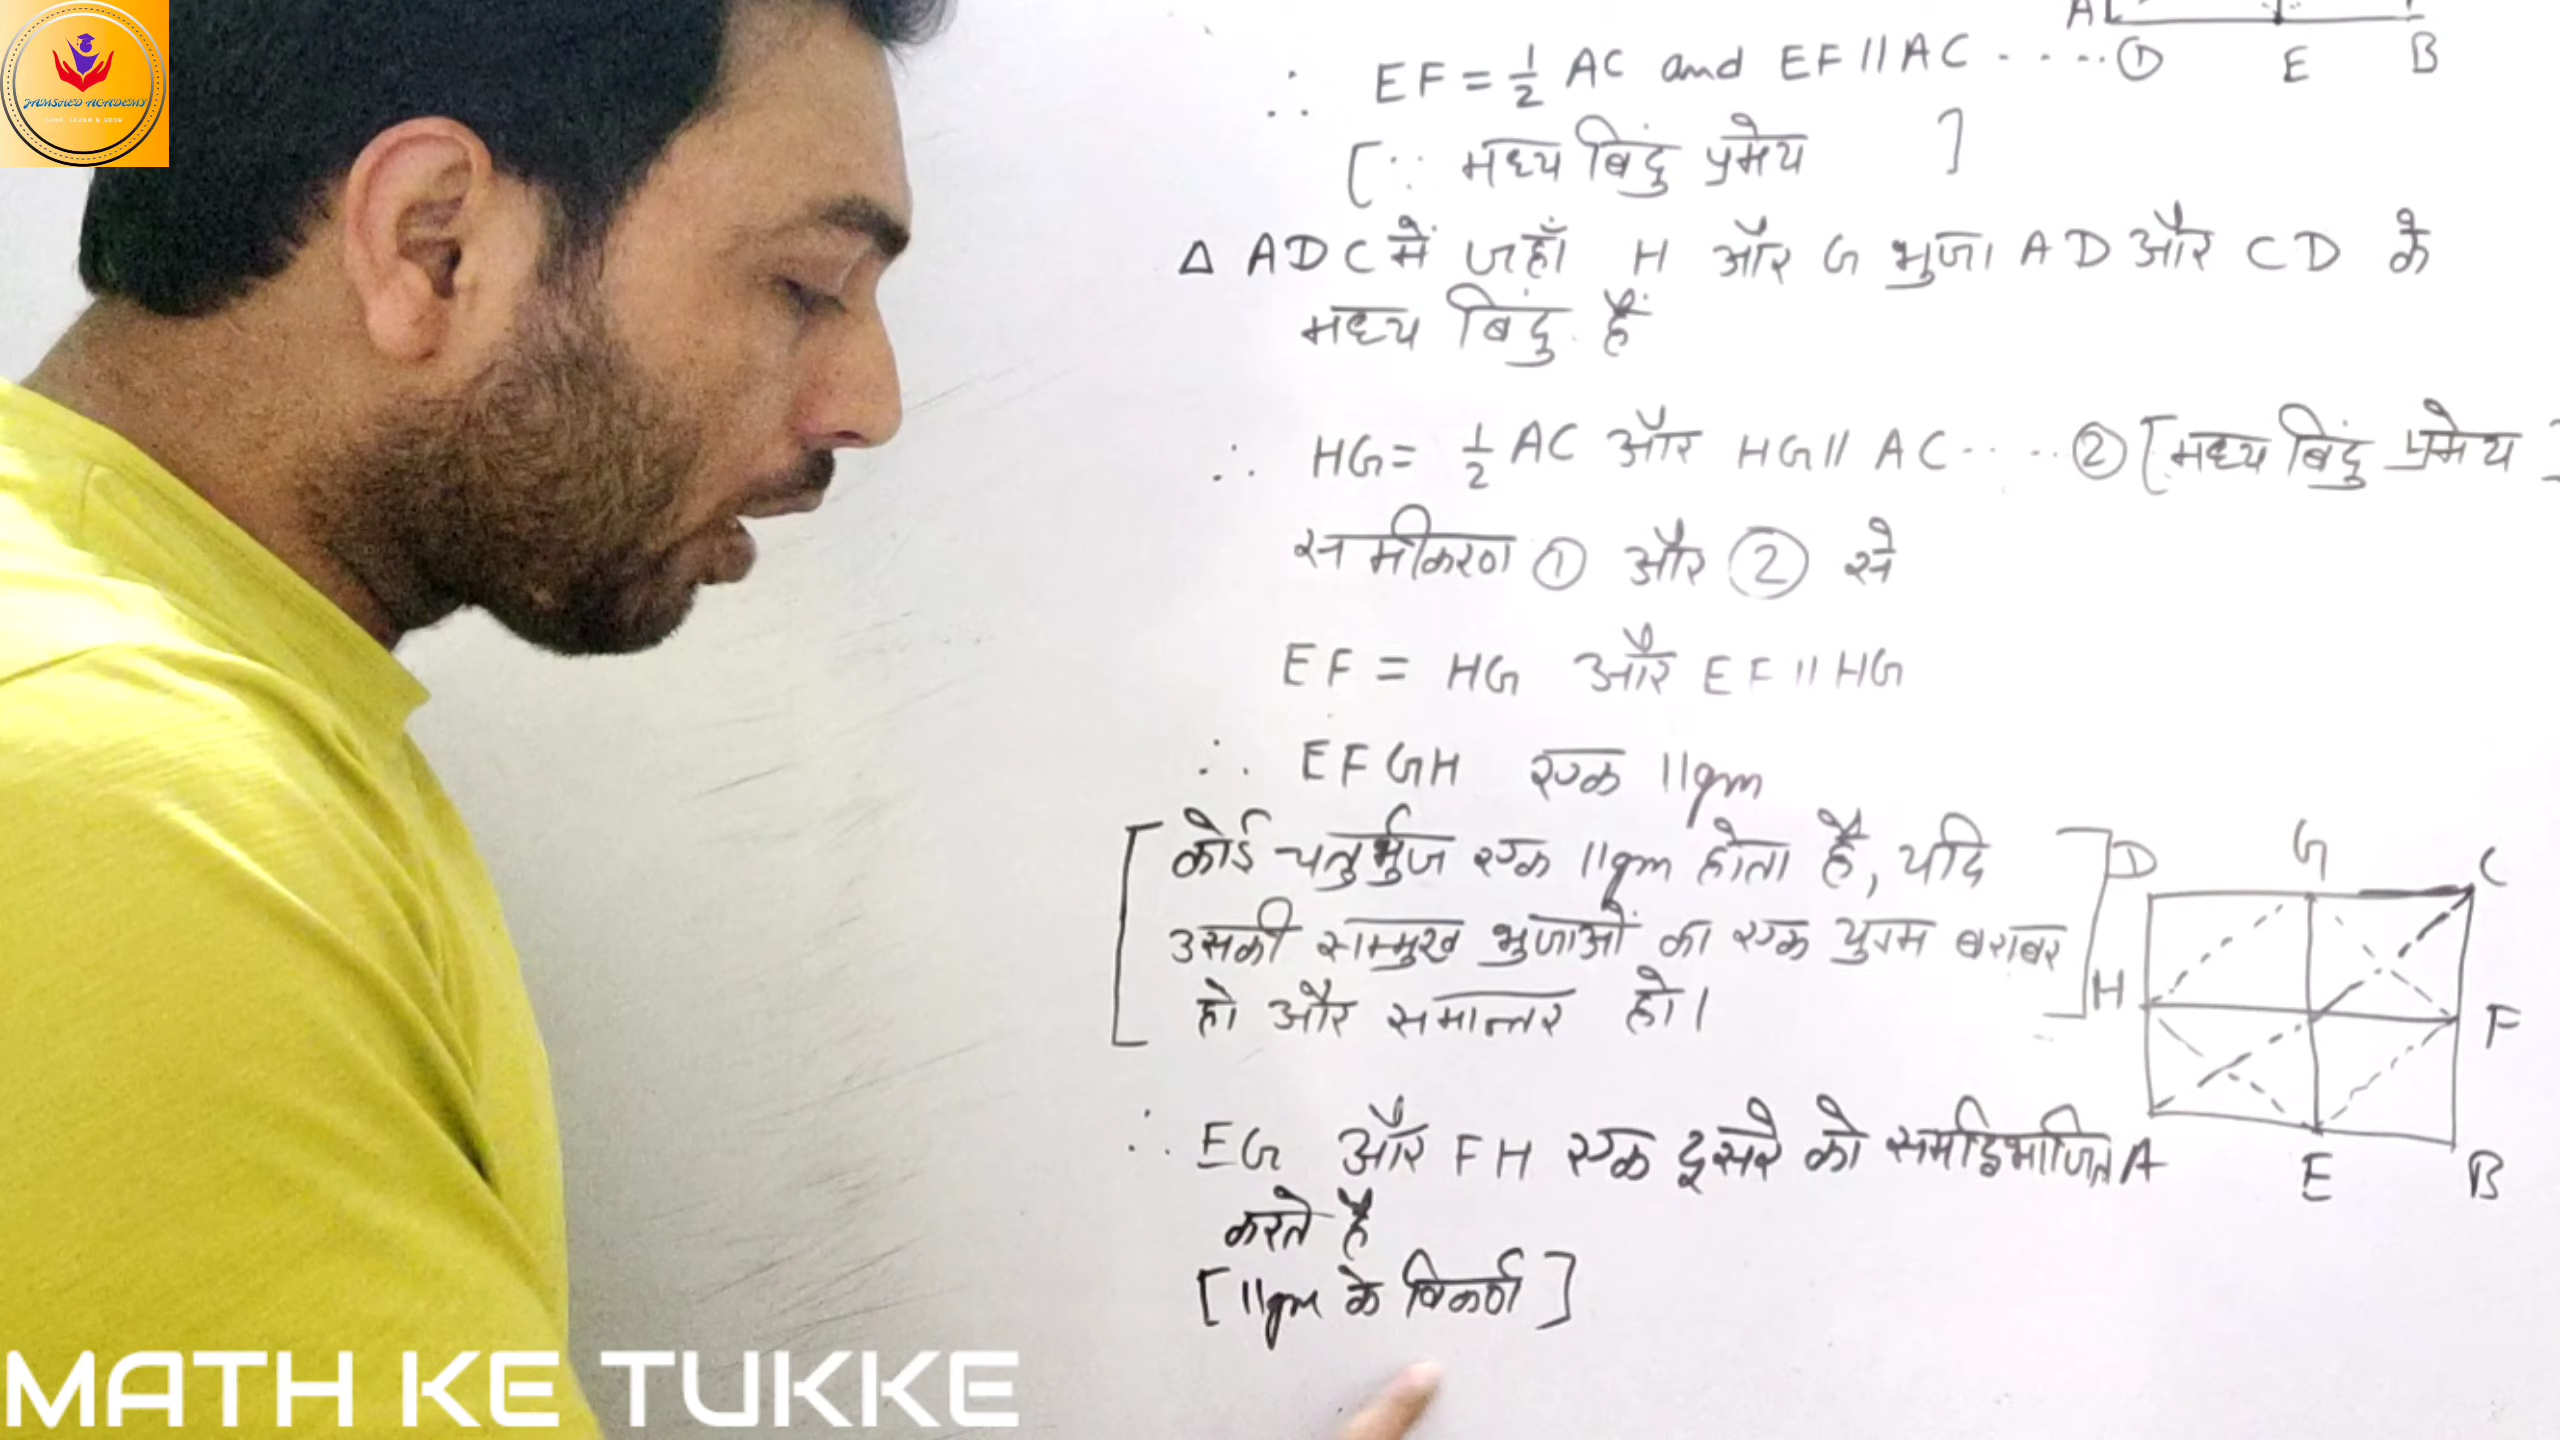 JAMSHED ACADEMY
∴ EF = 1/2 AC and EF || AC ‐ ‐ ‐ ‐ ①
[∵ मध्य बिंदु प्रमेय ]
A E B
Δ ADC में जहाँ H और G भुजा AD और CD के
मध्य बिंदु हैं
∴ HG = 1/2 AC और HG || AC ‐ ‐ ‐ ‐ ② [मध्य बिंदु प्रमेय ]
समीकरण ① और ② से
EF = HG और EF || HG
∴ EFGH एक ||gm
[कोई चतुर्भुज एक ||gm होता है, यदि
उसकी सम्मुख भुजाओं का एक युग्म बराबर
हो और समान्तर हो।]
D G C
H F
A E B
∴ EG और FH एक दूसरे को समद्विभाजित
करते है
[||gm के विकर्ण]
MATH KE TUKKE